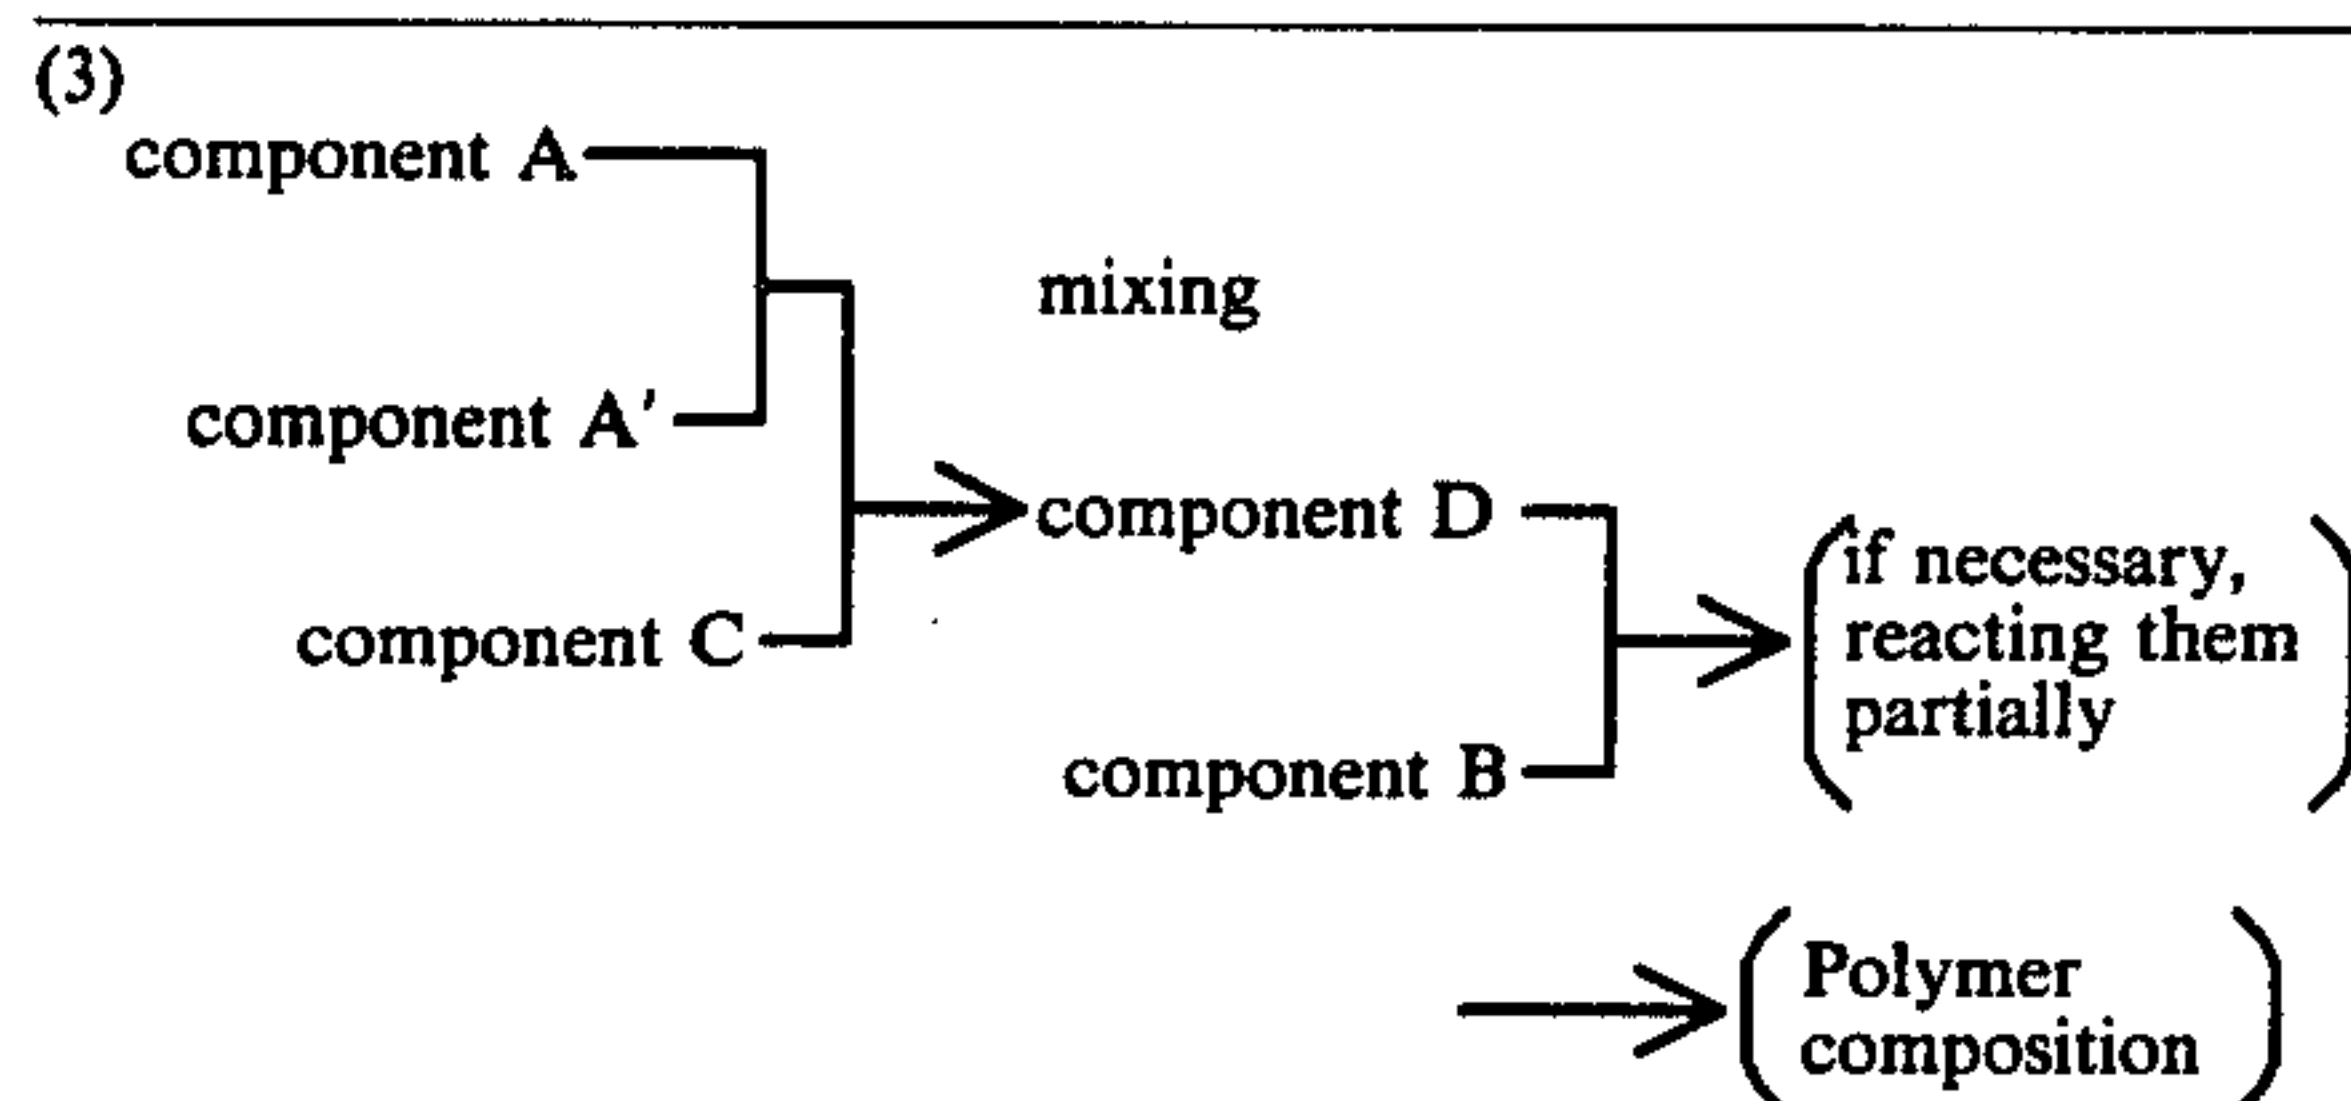 (3)
component A
mixing
component A'
component D
component C
if necessary,
reacting them
partially
component B
Polymer
composition